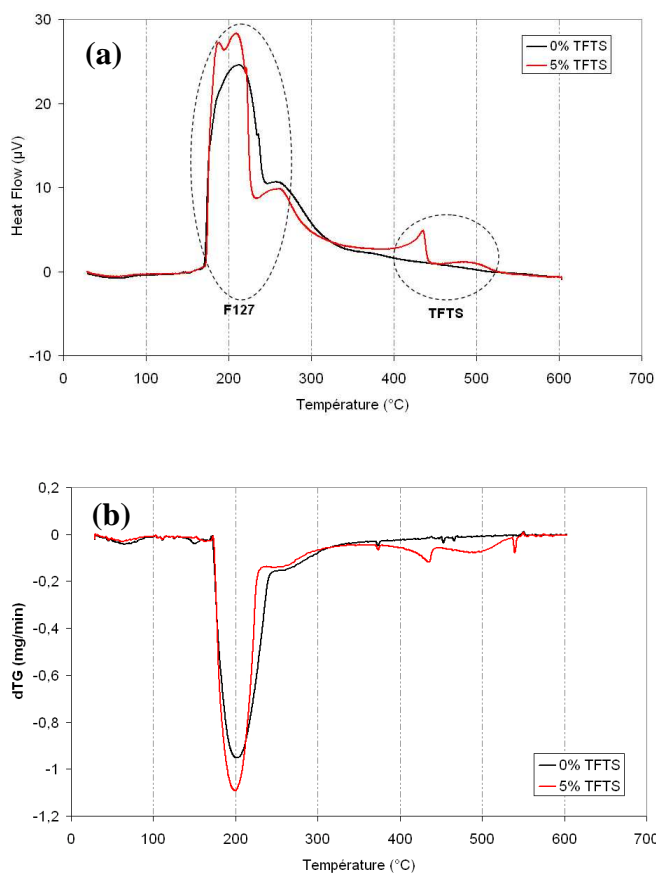 (a)
Heat Flow (µV)
30
20
10
0
-10
0% TFTS
5% TFTS
F127
TFTS
0 100 200 300 400 500 600 700
Température (°C)
(b)
dTG (mg/min)
0,2
0
-0,2
-0,4
-0,6
-0,8
-1
-1,2
0% TFTS
5% TFTS
0 100 200 300 400 500 600 700
Température (°C)